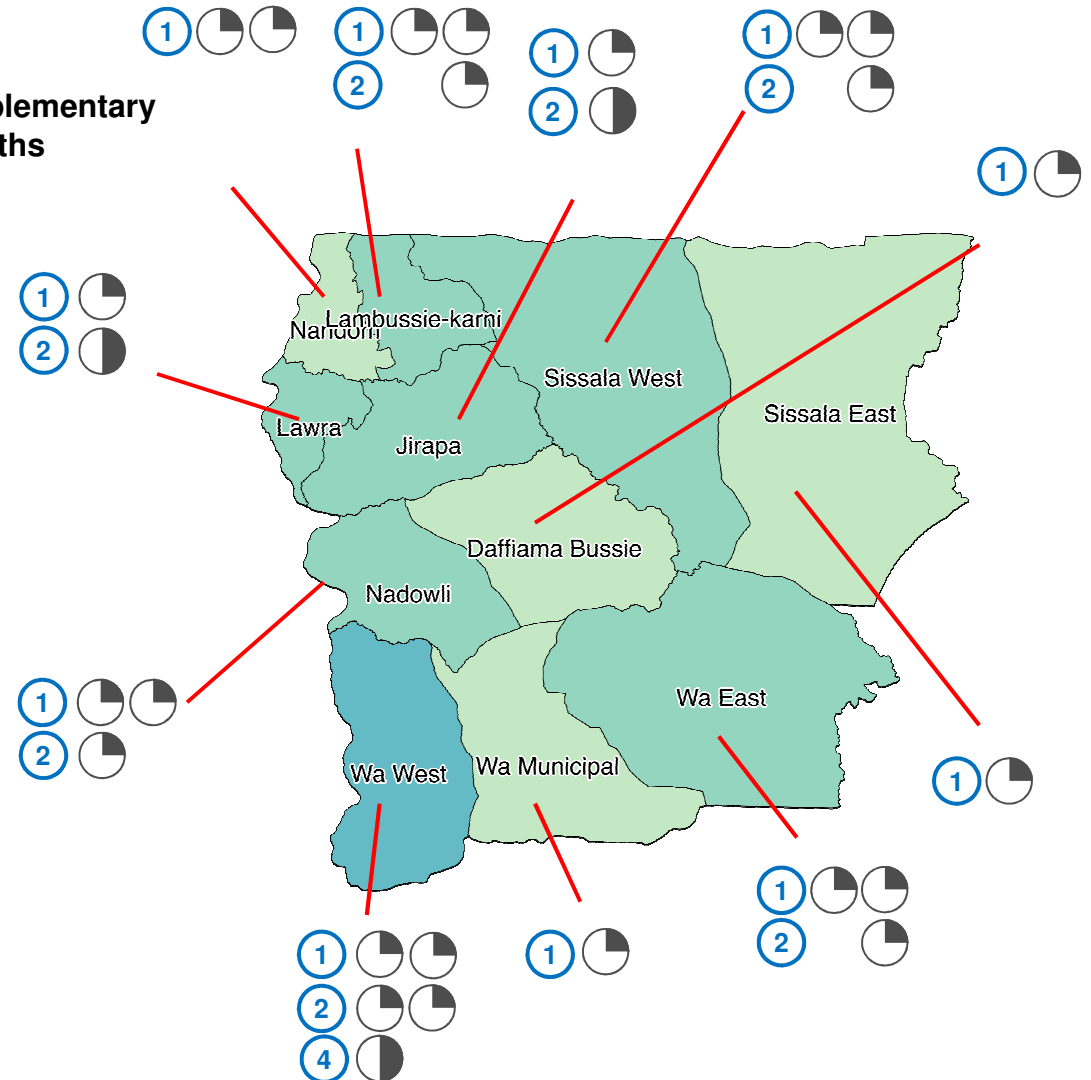 1
1
2
1
2
1
2
1
plementary
ths
1
2
Nandom
Lambussie-karni
Sissala West
Sissala East
Lawra
Jirapa
Daffiama Bussie
Nadowli
1
2
Wa East
Wa West
Wa Municipal
1
1
2
1
2
4
1